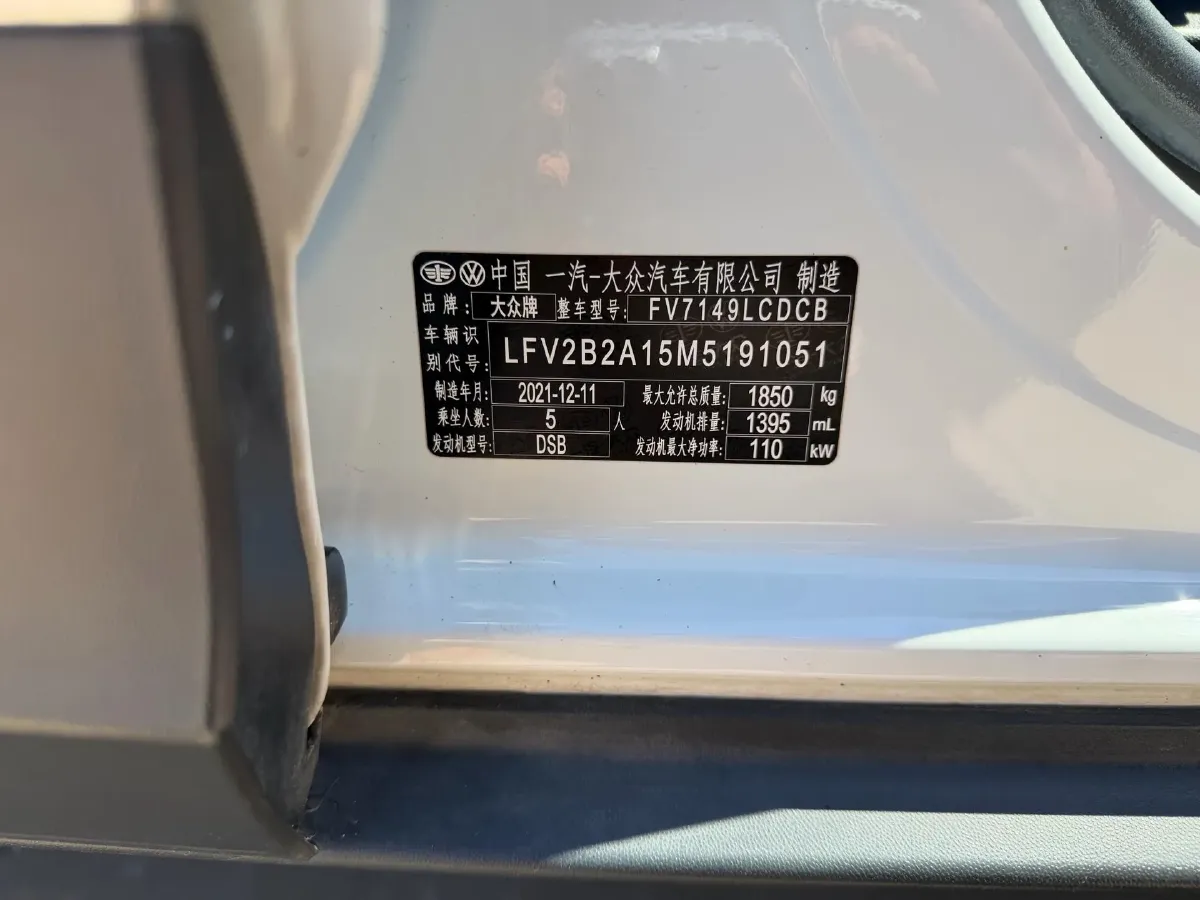 中国 一汽-大众汽车有限公司 制造
品牌: 大众牌 整车型号: FV7149LCDCB
车辆识别代号: LFV2B2A15M5191051
制造年月: 2021-12-11 最大允许总质量: 1850 kg
乘坐人数: 5 人 发动机排量: 1395 mL
发动机型号: DSB 发动机最大净功率: 110 kW